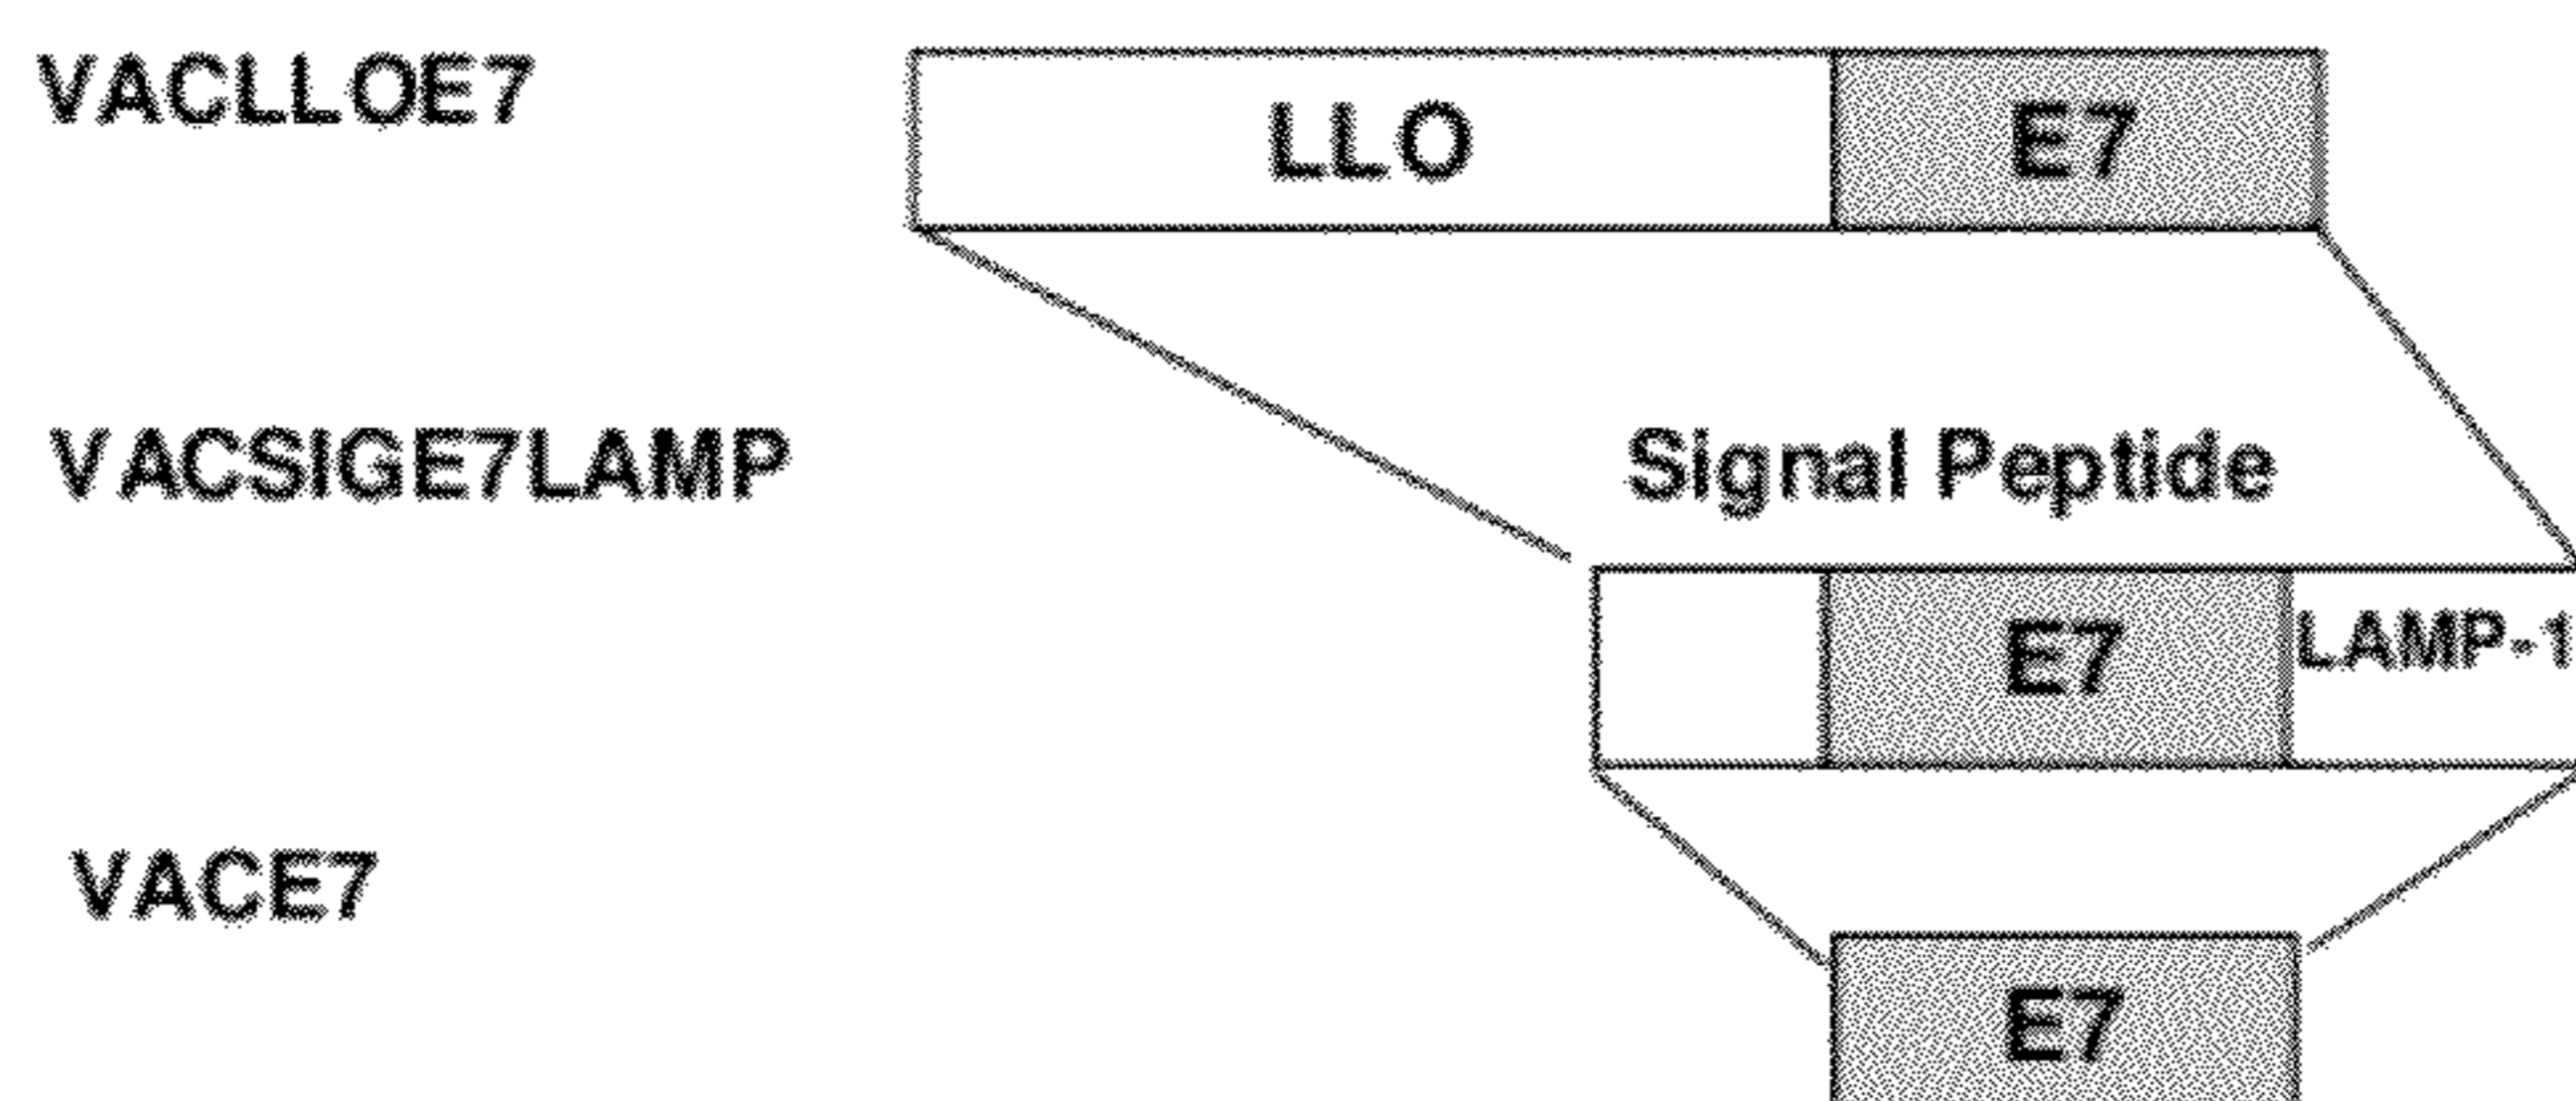 VACLLOE7
LLO E7
VACSIGE7LAMP Signal Peptide
E7 LAMP-1
VACE7
E7